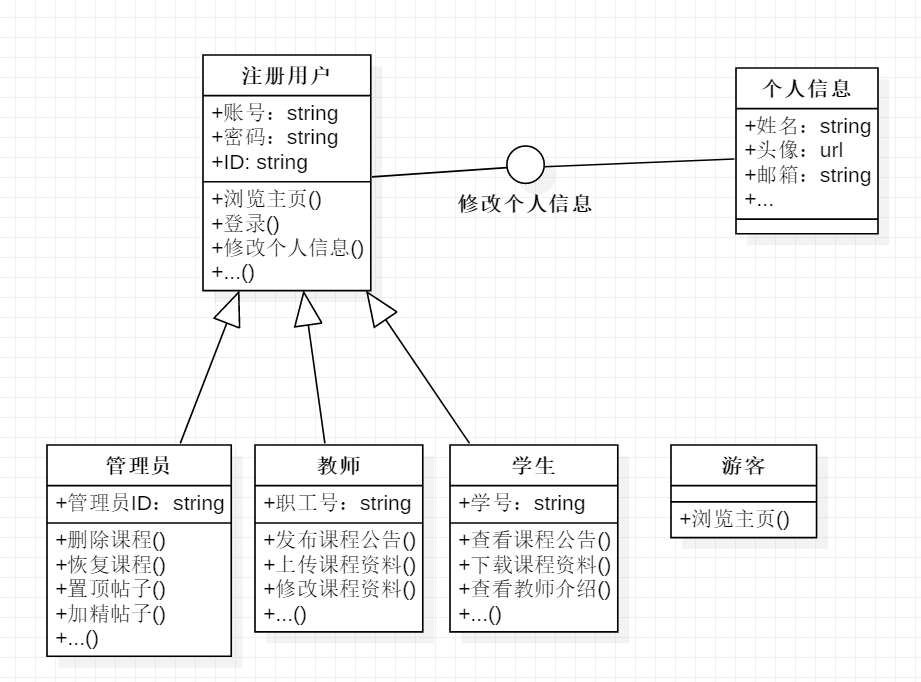 注册用户
+账号：string
+密码：string
+ID: string
+浏览主页()
+登录()
+修改个人信息()
+...()
修改个人信息
个人信息
+姓名：string
+头像：url
+邮箱：string
+...
管理员
+管理员ID：string
+删除课程()
+恢复课程()
+置顶帖子()
+加精帖子()
+...()
教师
+职工号：string
+发布课程公告()
+上传课程资料()
+修改课程资料()
+...()
学生
+学号：string
+查看课程公告()
+下载课程资料()
+查看教师介绍()
+...()
游客
+浏览主页()